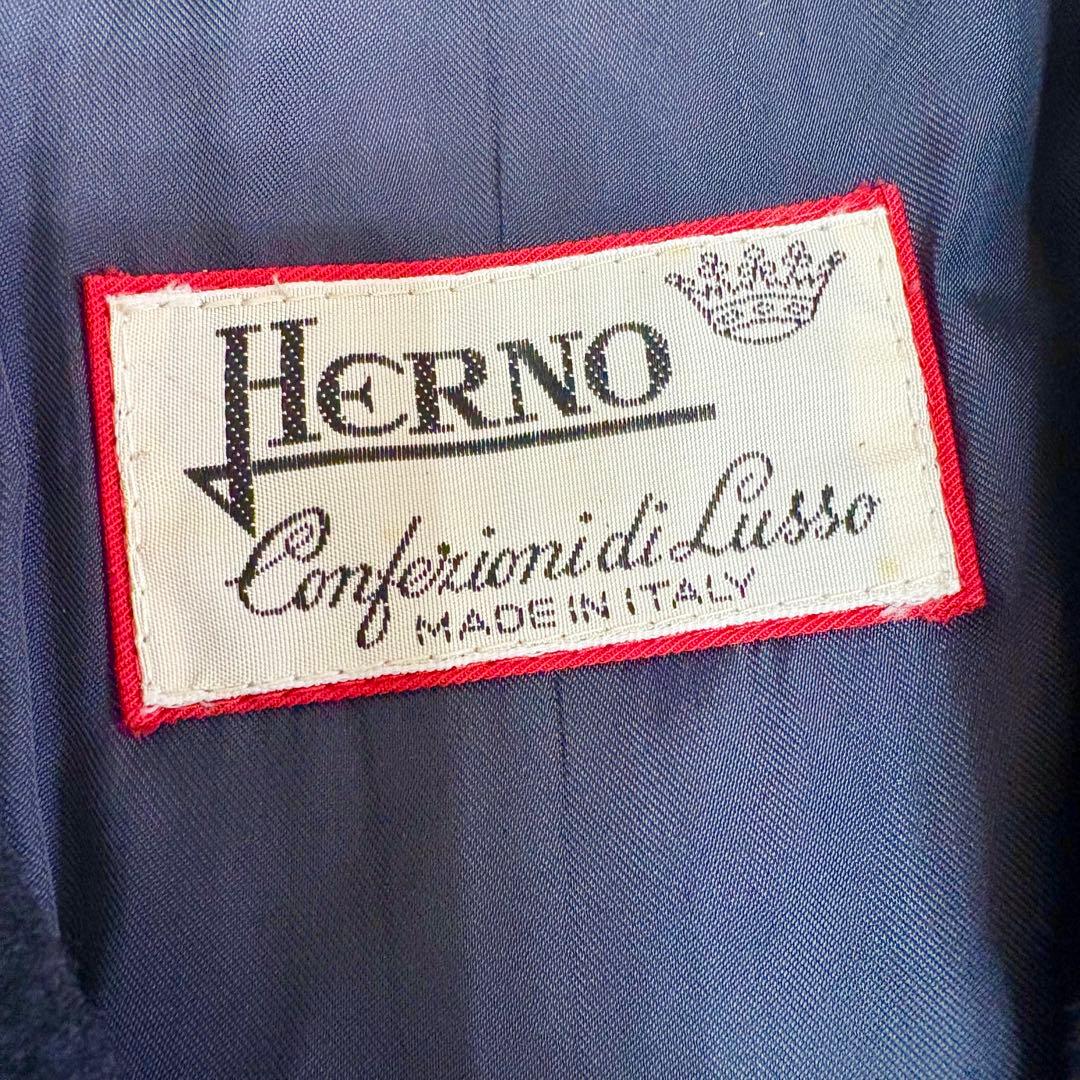 HERNO
Confezioni di Lusso
MADE IN ITALY